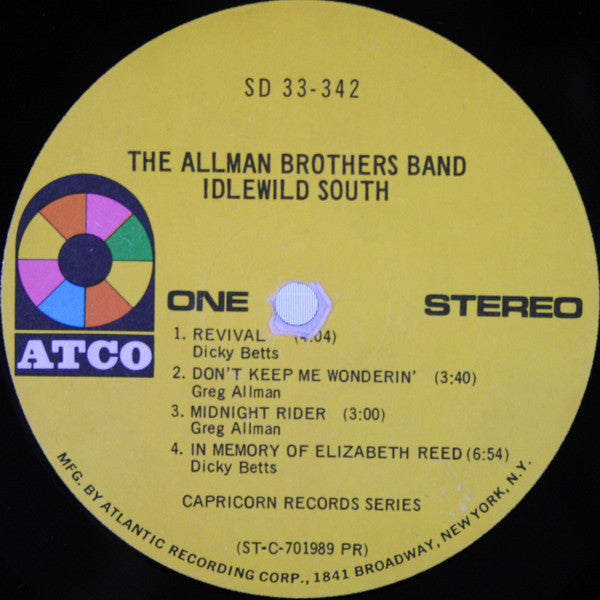 SD 33-342
THE ALLMAN BROTHERS BAND
IDLEWILD SOUTH
ATCO
ONE
STEREO
1. REVIVAL (4:04)
Dicky Betts
2. DON'T KEEP ME WONDERIN' (3:40)
Greg Allman
3. MIDNIGHT RIDER (3:00)
Greg Allman
4. IN MEMORY OF ELIZABETH REED (6:54)
Dicky Betts
CAPRICORN RECORDS SERIES
(ST-C-701989 PR)
MFG. BY ATLANTIC RECORDING CORP., 1841 BROADWAY, NEW YORK, N.Y.